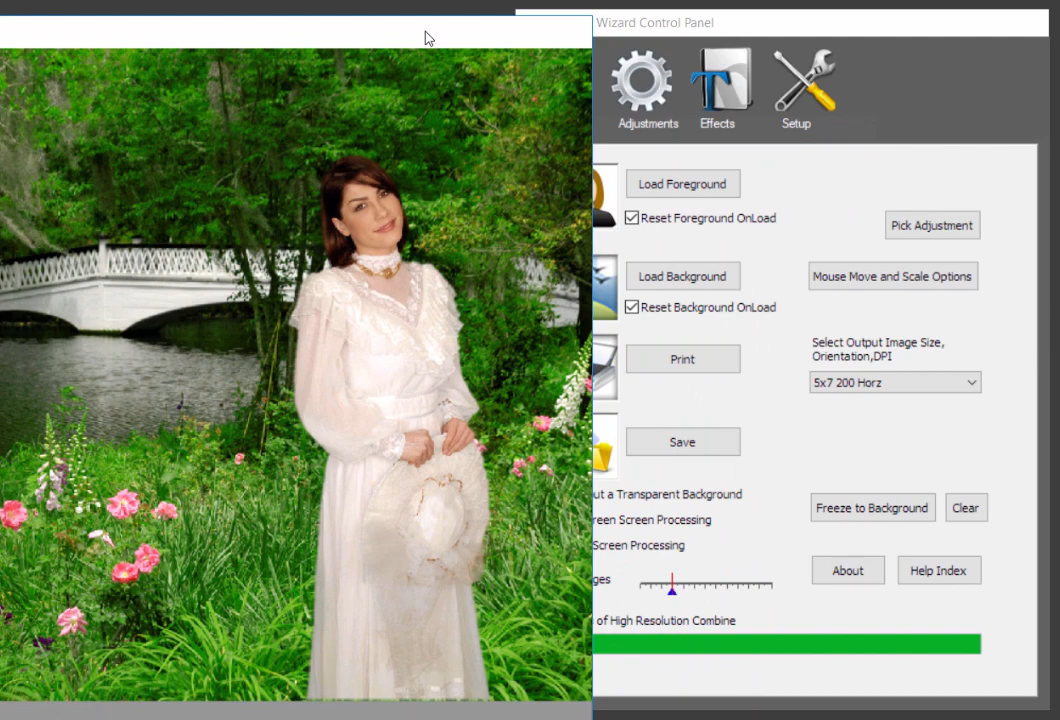 Wizard Control Panel
Adjustments Effects Setup
Load Foreground
Reset Foreground OnLoad
Pick Adjustment
Load Background
Mouse Move and Scale Options
Reset Background OnLoad
Select Output Image Size,
Orientation,DPI
Print
5x7 200 Horz
Save
ut a Transparent Background
Freeze to Background Clear
reen Screen Processing
Screen Processing
ges
About Help Index
of High Resolution Combine